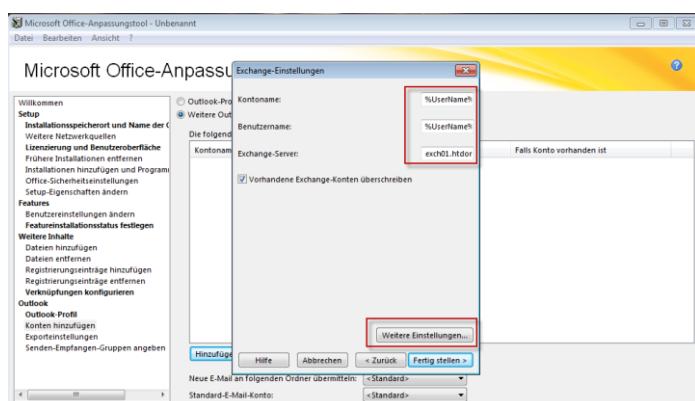 Microsoft Office-Anpassungstool - Unbenannt
Datei Bearbeiten Ansicht ?
Microsoft Office-Anpassu
Willkommen
Setup
Installationsspeicherort und Name der (
Weitere Netzwerkquellen
Lizenzierung und Benutzeroberfläche
Frühere Installationen entfernen
Installationen hinzufügen und Program
Office-Sicherheitseinstellungen
Setup-Eigenschaften ändern
Features
Benutzereinstellungen ändern
Featureinstallationsstatus festlegen
Weitere Inhalte
Dateien hinzufügen
Dateien entfernen
Registrierungseinträge hinzufügen
Registrierungseinträge entfernen
Verknüpfungen konfigurieren
Outlook
Outlook-Profil
Konten hinzufügen
Exporteinstellungen
Senden-Empfangen-Gruppen angeben
Outlook-Pro
Weitere Out
Die folgend
Kontonam
Falls Konto vorhanden ist
Hinzufüge
Neue E-Mail an folgenden Ordner übermitteln: <Standard>
Standard-E-Mail-Konto: <Standard>
Exchange-Einstellungen
Kontoname: %UserName%
Benutzername: %UserName%
Exchange-Server: exch01.htdor
Vorhandene Exchange-Konten überschreiben
Weitere Einstellungen...
Hilfe Abbrechen < Zurück Fertig stellen >